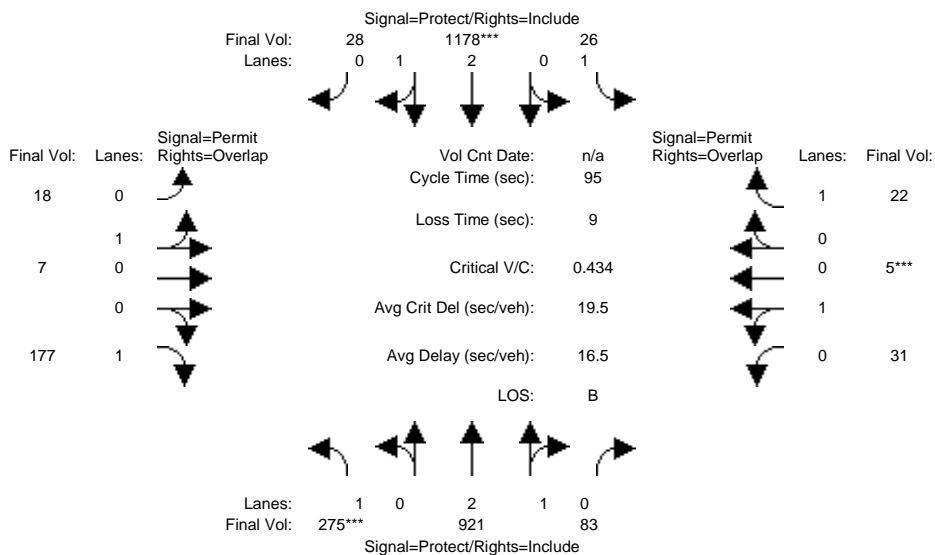 Signal=Protect/Rights=Include
Final Vol: 28 1178*** 26
Lanes: 0 1 2 0 1
Signal=Permit Signal=Permit
Final Vol: Lanes: Rights=Overlap Vol Cnt Date: n/a Rights=Overlap Lanes: Final Vol:
Cycle Time (sec): 95
18 0 1 22
Loss Time (sec): 9
1 0
7 0 Critical V/C: 0.434 0 5***
0 Avg Crit Del (sec/veh): 19.5 1
177 1 Avg Delay (sec/veh): 16.5 0 31
LOS: B
Lanes: 1 0 2 1 0
Final Vol: 275*** 921 83
Signal=Protect/Rights=Include